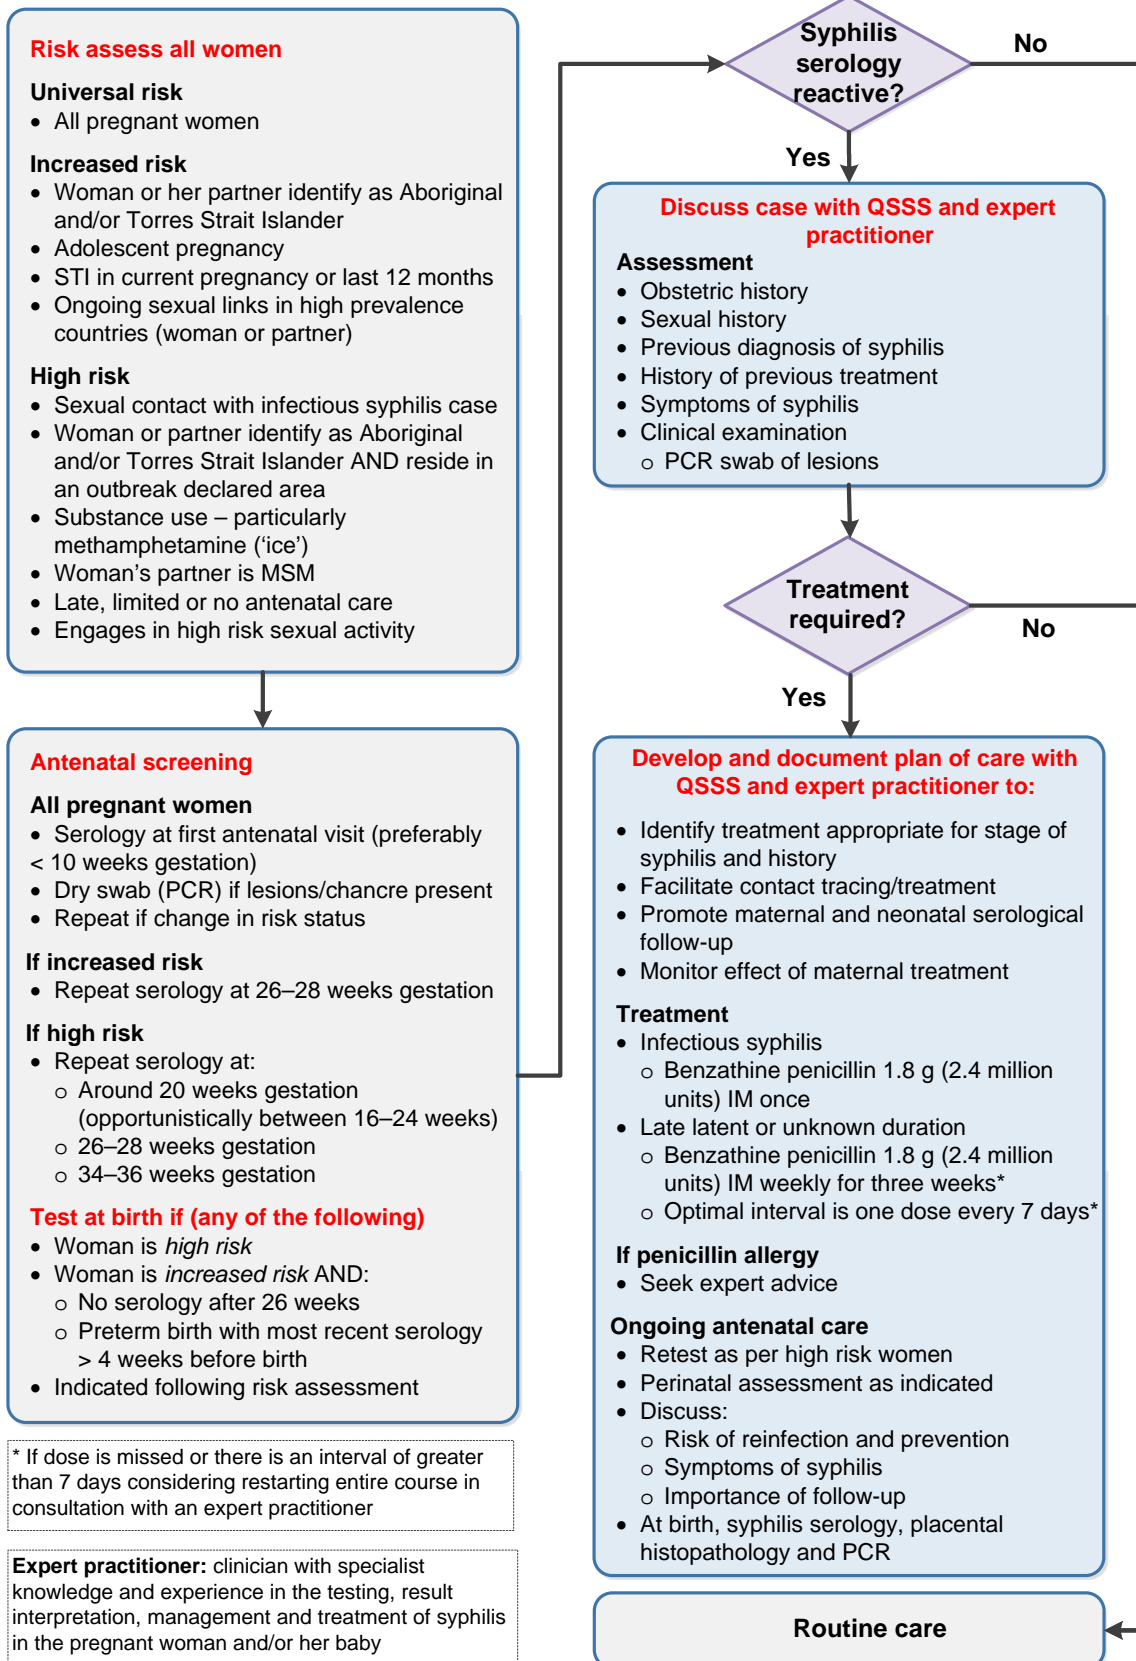 Risk assess all women
Universal risk
• All pregnant women
Increased risk
• Woman or her partner identify as Aboriginal
and/or Torres Strait Islander
• Adolescent pregnancy
• STI in current pregnancy or last 12 months
• Ongoing sexual links in high prevalence
countries (woman or partner)
High risk
• Sexual contact with infectious syphilis case
• Woman or partner identify as Aboriginal
and/or Torres Strait Islander AND reside in
an outbreak declared area
• Substance use – particularly
methamphetamine (‘ice’)
• Woman’s partner is MSM
• Late, limited or no antenatal care
• Engages in high risk sexual activity
Antenatal screening
All pregnant women
• Serology at first antenatal visit (preferably
< 10 weeks gestation)
• Dry swab (PCR) if lesions/chancre present
• Repeat if change in risk status
If increased risk
• Repeat serology at 26–28 weeks gestation
If high risk
• Repeat serology at:
o Around 20 weeks gestation
(opportunistically between 16–24 weeks)
o 26–28 weeks gestation
o 34–36 weeks gestation
Test at birth if (any of the following)
• Woman is high risk
• Woman is increased risk AND:
o No serology after 26 weeks
o Preterm birth with most recent serology
> 4 weeks before birth
• Indicated following risk assessment
* If dose is missed or there is an interval of greater
than 7 days considering restarting entire course in
consultation with an expert practitioner
Expert practitioner: clinician with specialist
knowledge and experience in the testing, result
interpretation, management and treatment of syphilis
in the pregnant woman and/or her baby
Syphilis
serology
reactive?
No
Yes
Discuss case with QSSS and expert
practitioner
Assessment
• Obstetric history
• Sexual history
• Previous diagnosis of syphilis
• History of previous treatment
• Symptoms of syphilis
• Clinical examination
o PCR swab of lesions
Treatment
required?
No
Yes
Develop and document plan of care with
QSSS and expert practitioner to:
• Identify treatment appropriate for stage of
syphilis and history
• Facilitate contact tracing/treatment
• Promote maternal and neonatal serological
follow-up
• Monitor effect of maternal treatment
Treatment
• Infectious syphilis
o Benzathine penicillin 1.8 g (2.4 million
units) IM once
• Late latent or unknown duration
o Benzathine penicillin 1.8 g (2.4 million
units) IM weekly for three weeks*
o Optimal interval is one dose every 7 days*
If penicillin allergy
• Seek expert advice
Ongoing antenatal care
• Retest as per high risk women
• Perinatal assessment as indicated
• Discuss:
o Risk of reinfection and prevention
o Symptoms of syphilis
o Importance of follow-up
• At birth, syphilis serology, placental
histopathology and PCR
Routine care